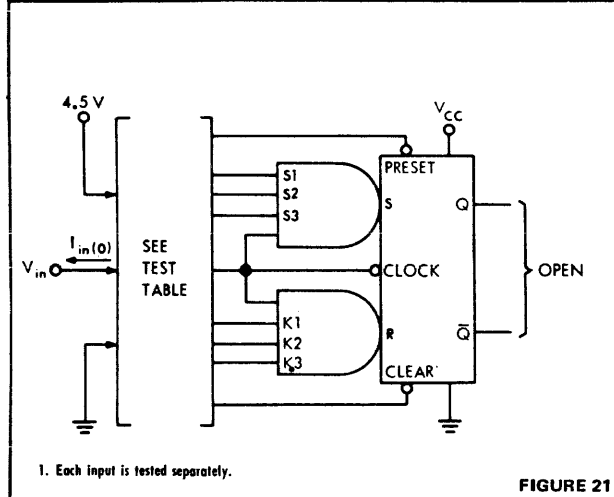 4.5 V
V_CC
PRESET
S1
S2
S3
S
Q
I_in(0)
V_in
SEE
TEST
TABLE
CLOCK
OPEN
K1
K2
K3
R
Q̅
CLEAR
1. Each input is tested separately.
FIGURE 21